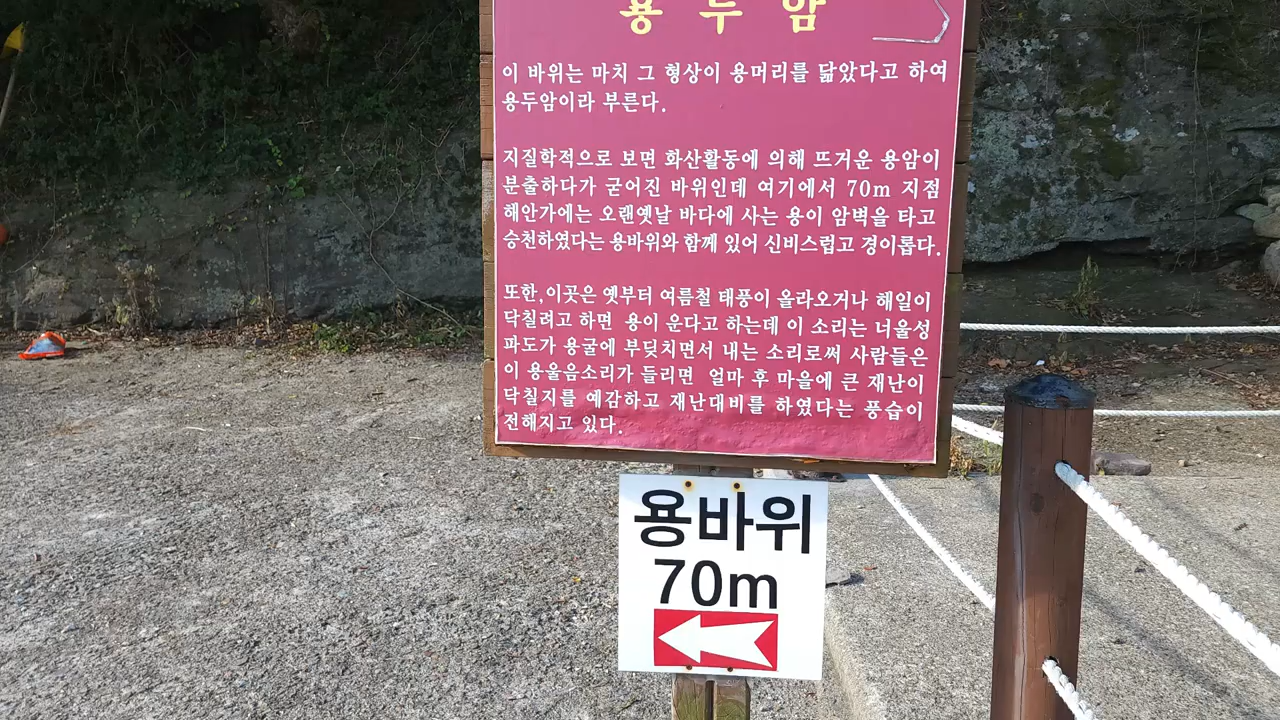 용두암
이 바위는 마치 그 형상이 용머리를 닮았다고 하여
용두암이라 부른다.
지질학적으로 보면 화산활동에 의해 뜨거운 용암이
분출하다가 굳어진 바위인데 여기에서 70m 지점
해안가에는 오랜옛날 바다에 사는 용이 암벽을 타고
승천하였다는 용바위와 함께 있어 신비스럽고 경이롭다.
또한,이곳은 옛부터 여름철 태풍이 올라오거나 해일이
닥칠려고 하면 용이 운다고 하는데 이 소리는 너울성
파도가 용굴에 부딪치면서 내는 소리로써 사람들은
이 용울음소리가 들리면 얼마 후 마을에 큰 재난이
닥칠지를 예감하고 재난대비를 하였다는 풍습이
전해지고 있다.
용바위
70m